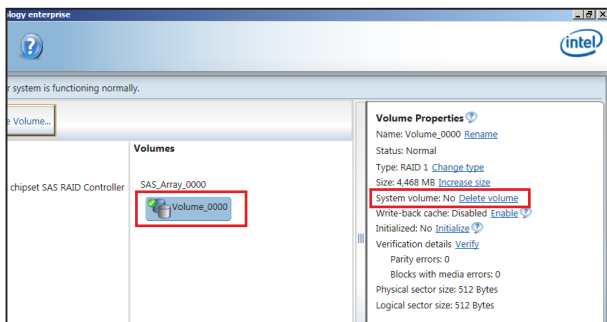 ology enterprise
intel
r system is functioning normally.
e Volume...
chipset SAS RAID Controller
Volumes
SAS_Array_0000
Volume_0000
Volume Properties
Name: Volume_0000 Rename
Status: Normal
Type: RAID 1 Change type
Size: 4,468 MB Increase size
System volume: No Delete volume
Write-back cache: Disabled Enable
Initialized: No Initialize
Verification details Verify
Parity errors: 0
Blocks with media errors: 0
Physical sector size: 512 Bytes
Logical sector size: 512 Bytes